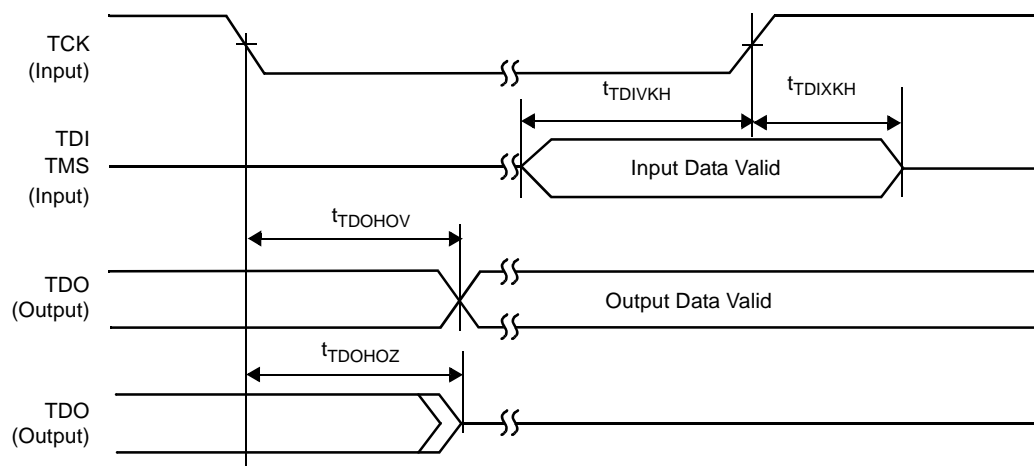 TCK
(Input)
tTDIVKH
tTDIXKH
TDI
TMS
(Input)
Input Data Valid
tTDOHOV
TDO
(Output)
Output Data Valid
tTDOHOZ
TDO
(Output)